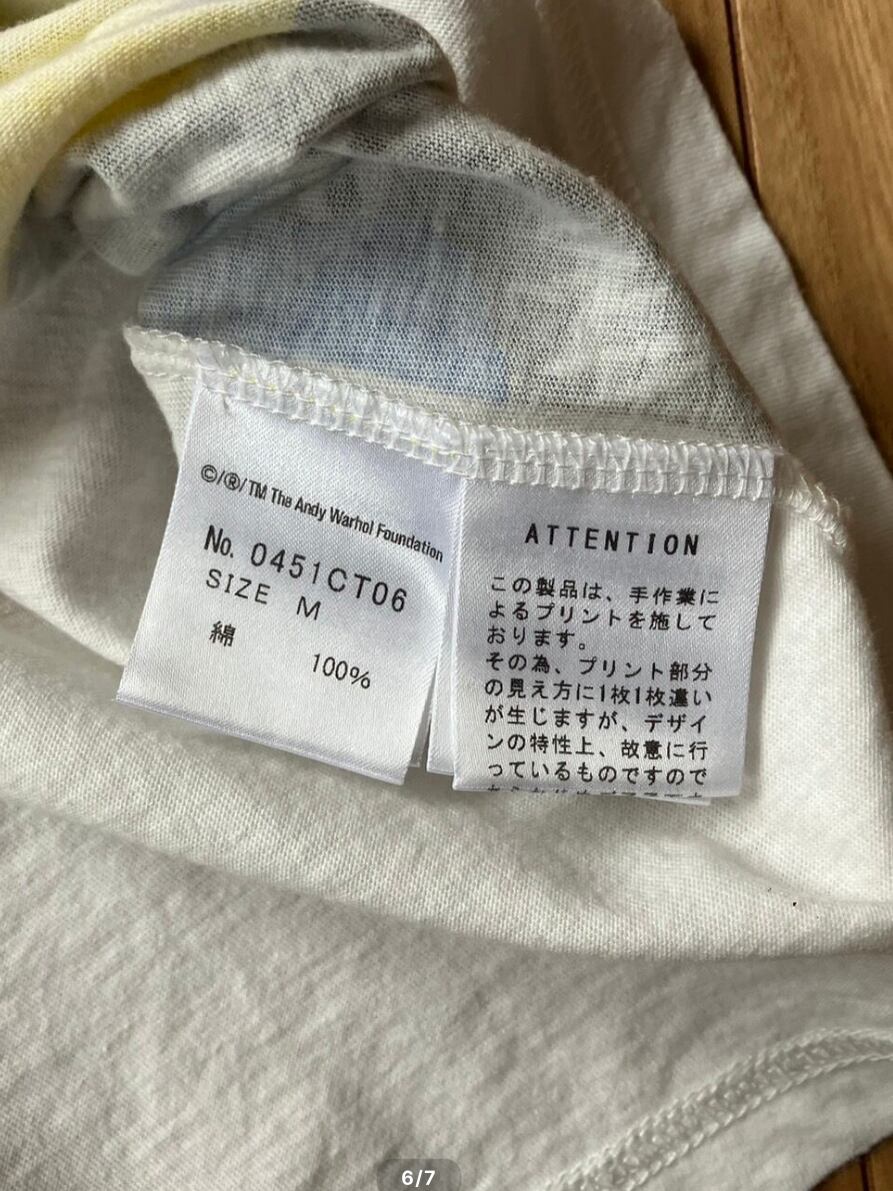 ©/®/TM The Andy Warhol Foundation
No. 0451CT06
SIZE M
綿
100%
ATTENTION
この製品は、手作業に
よるプリントを施して
おります。
その為、プリント部分
の見え方に1枚1枚違い
が生じますが、デザイ
ンの特性上、故意に行
っているものですので
6/7